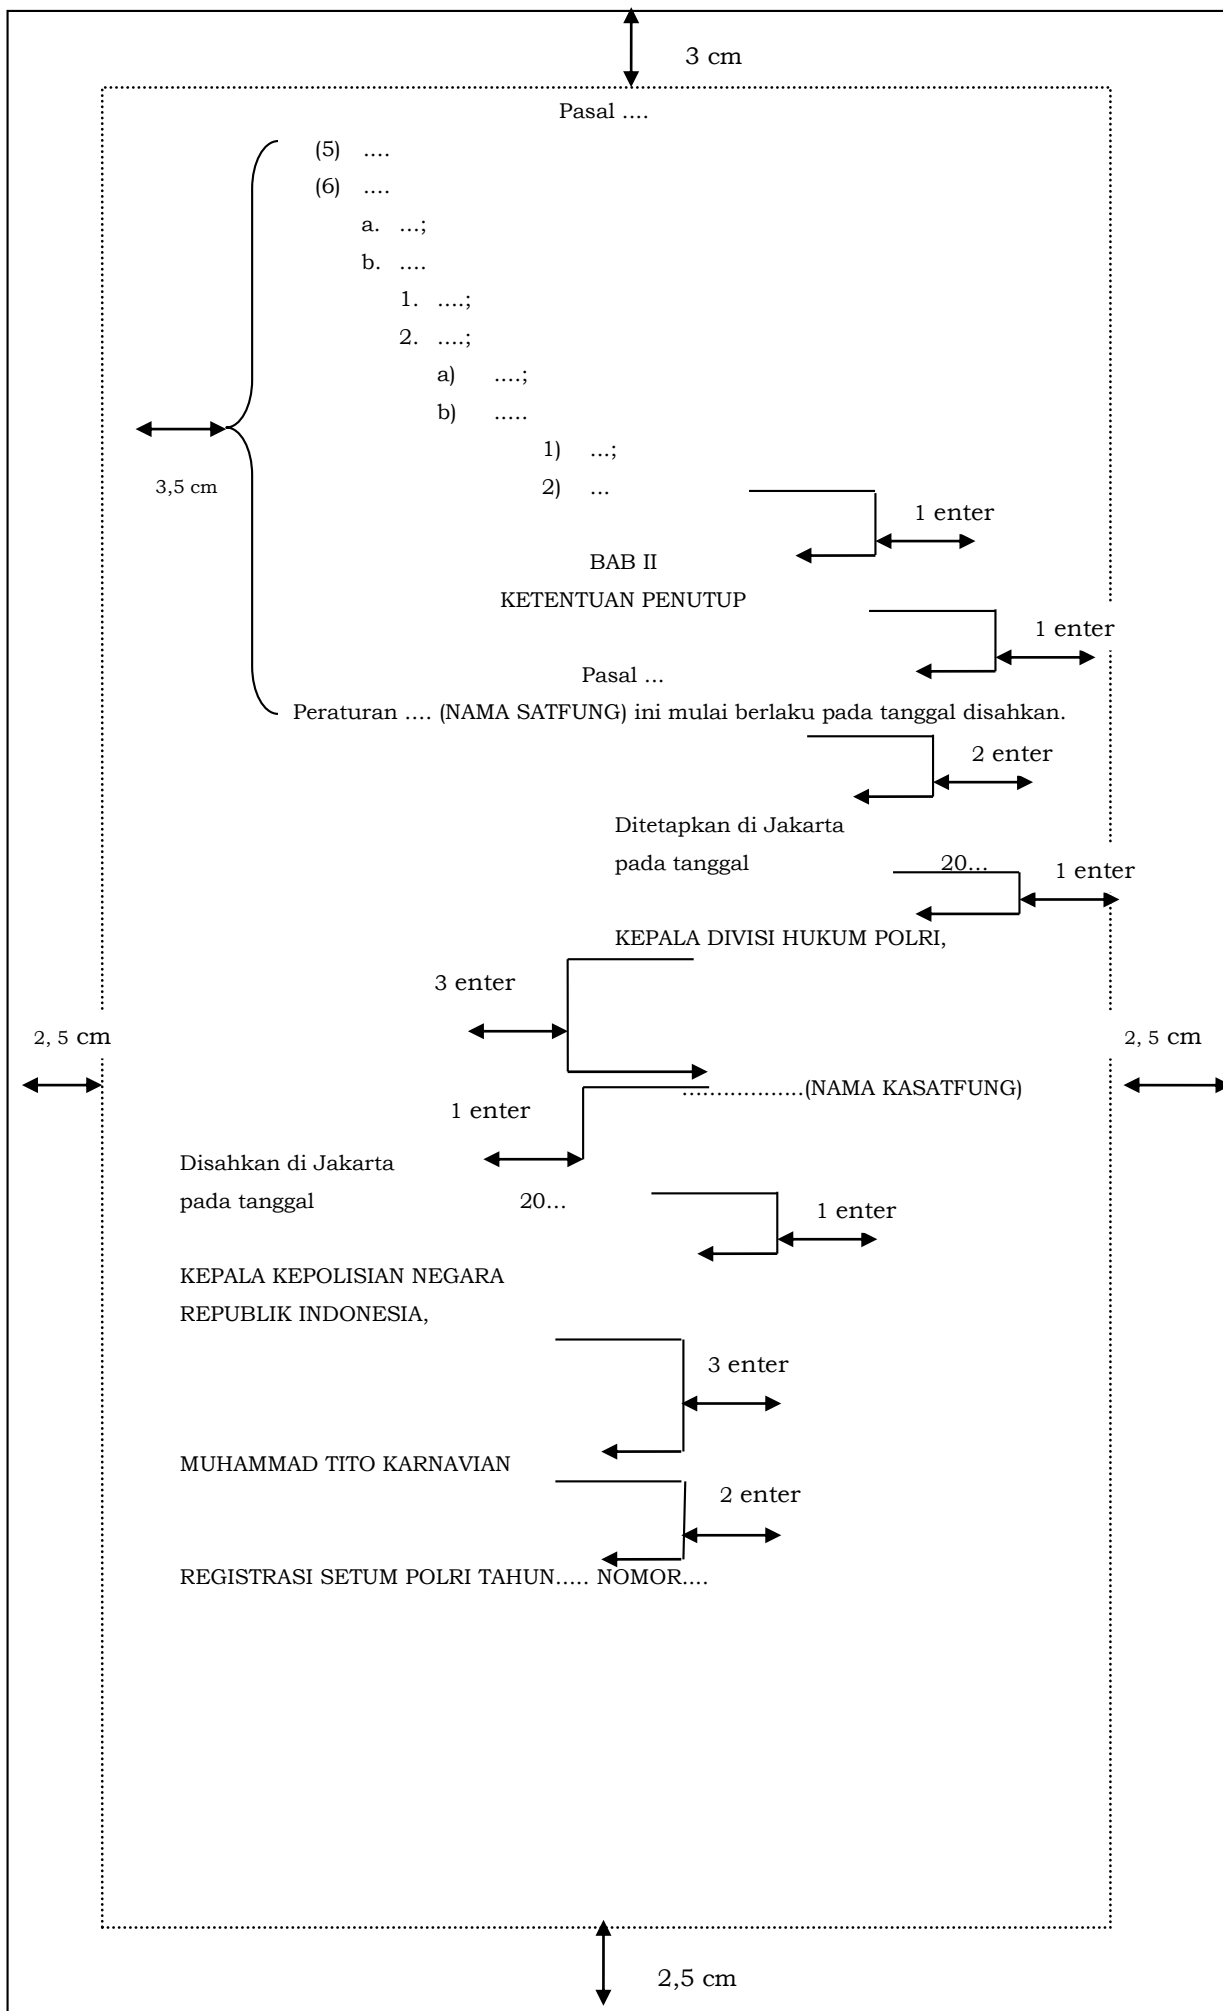 3 cm
Pasal ....
(5) ....
(6) ....
a. ...;
b. ....
1. ....;
2. ....;
a) ....;
b) .....
1) ...;
3,5 cm
2) ...
1 enter
BAB II
KETENTUAN PENUTUP
1 enter
Pasal ...
Peraturan .... (NAMA SATFUNG) ini mulai berlaku pada tanggal disahkan.
2 enter
Ditetapkan di Jakarta
pada tanggal 20...
1 enter
KEPALA DIVISI HUKUM POLRI,
3 enter
2, 5 cm
2, 5 cm
..................(NAMA KASATFUNG)
1 enter
Disahkan di Jakarta
pada tanggal 20...
1 enter
KEPALA KEPOLISIAN NEGARA
REPUBLIK INDONESIA,
3 enter
MUHAMMAD TITO KARNAVIAN
2 enter
REGISTRASI SETUM POLRI TAHUN..... NOMOR....
2,5 cm